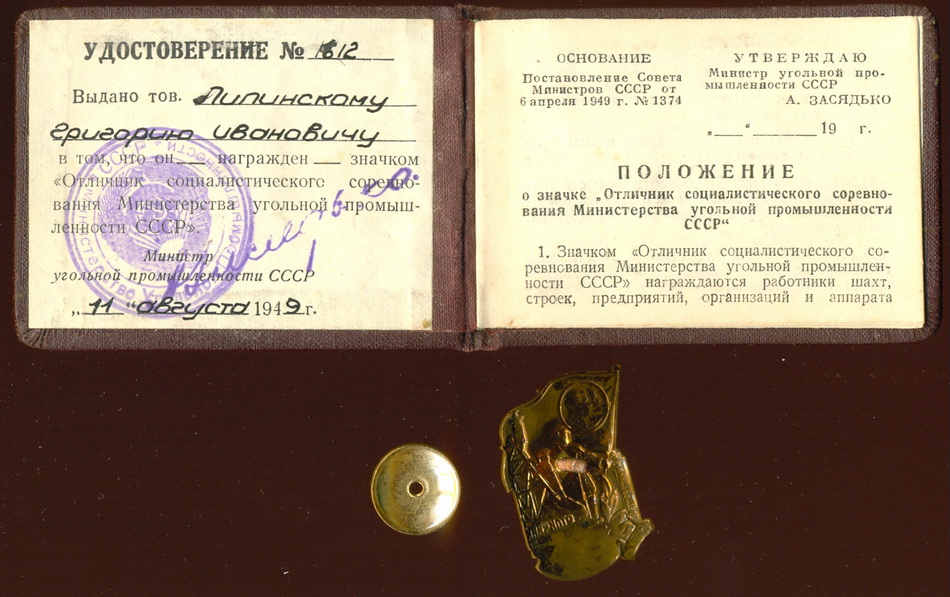 УДОСТОВЕРЕНИЕ № 1812
Выдано тов. Липинскому
Григорию Ивановичу
в том, что он награжден значком
«Отличник социалистического соревно-
вания Министерства угольной промыш-
ленности СССР».
Министр
угольной промышленности СССР
„11“ августа 1949 г.
ОСНОВАНИЕ
Постановление Совета
Министров СССР от
6 апреля 1949 г. № 1374
УТВЕРЖДАЮ
Министр угольной про-
мышленности СССР
А. ЗАСЯДЬКО
„ “ 19 г.
ПОЛОЖЕНИЕ
о значке „Отличник социалистического соревно-
вания Министерства угольной промышленности
СССР“
1. Значком «Отличник социалистического со-
ревнования Министерства угольной промышлен-
ности СССР» награждаются работники шахт,
строек, предприятий, организаций и аппарата